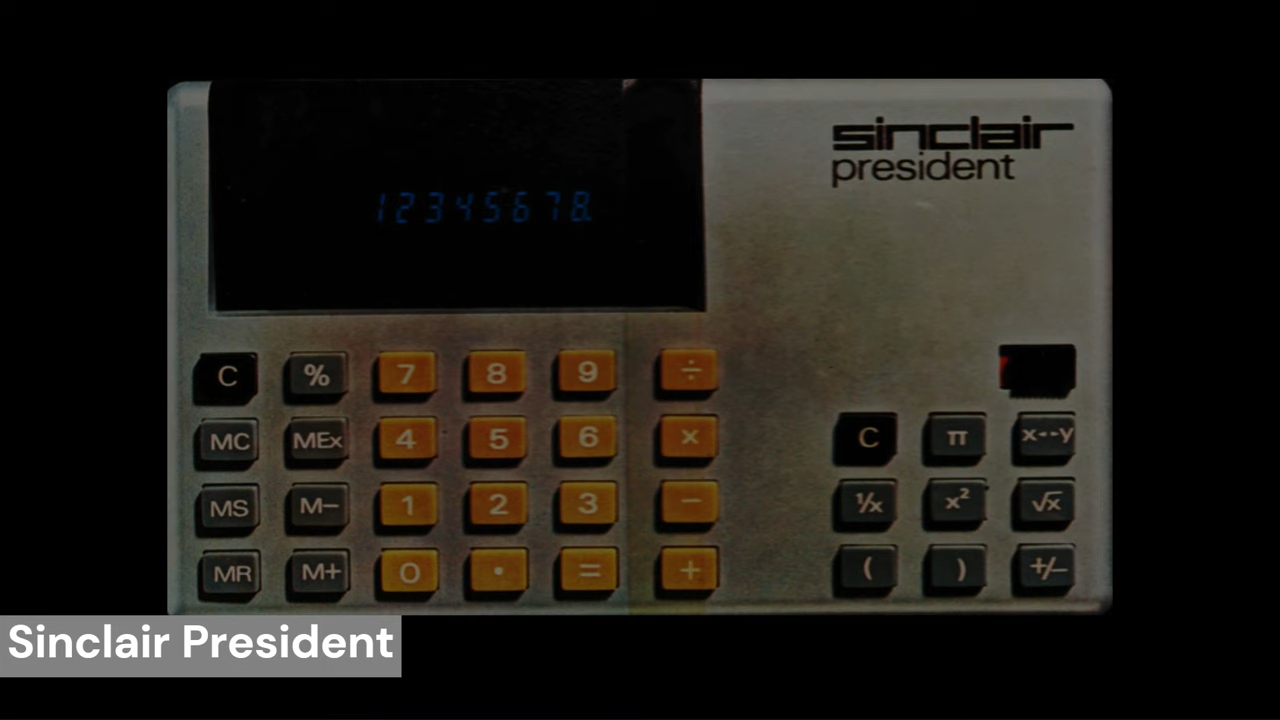 sinclair
president
12345678.
C % 7 8 9 ÷
MC MEx 4 5 6 × C π x↔y
MS M− 1 2 3 − 1/x x² √x
MR M+ 0 . = + ( ) +/−
Sinclair President